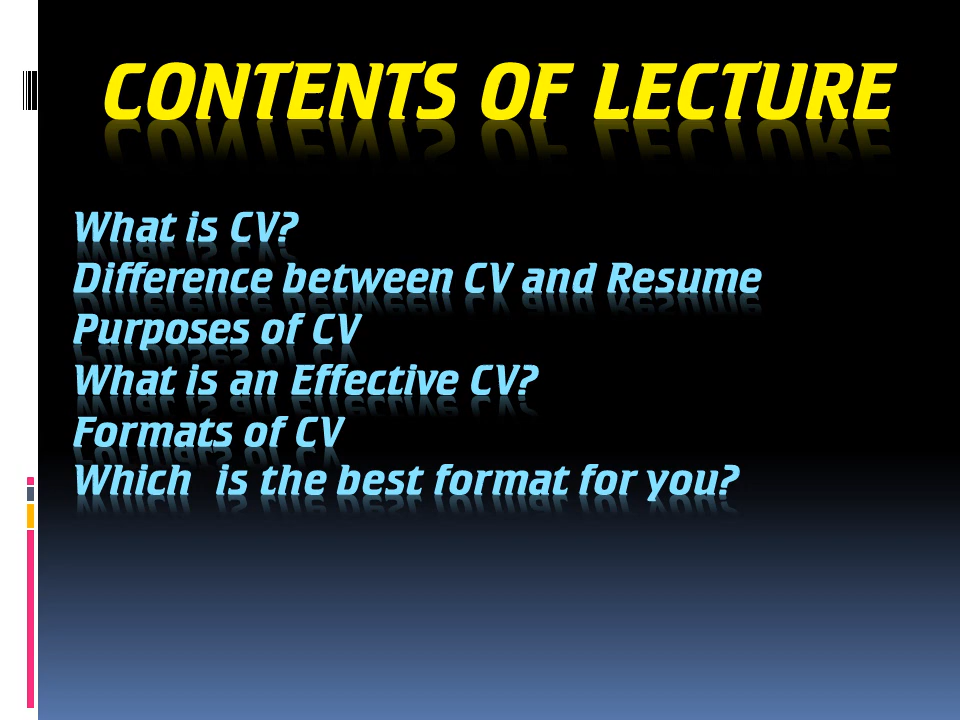 CONTENTS OF LECTURE
What is CV?
Difference between CV and Resume
Purposes of CV
What is an Effective CV?
Formats of CV
Which  is the best format for you?